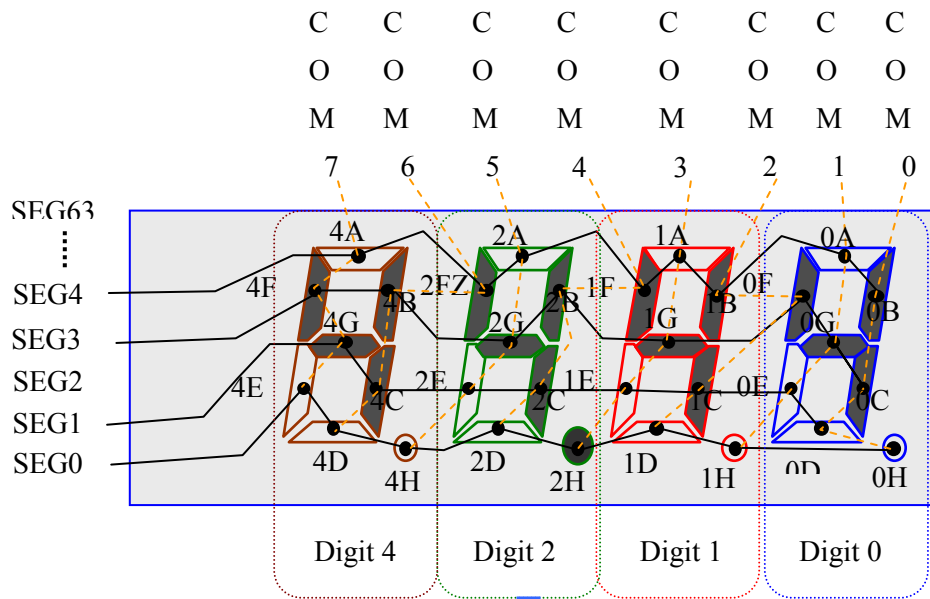 C C C C C C C C
O O O O O O O O
M M M M M M M M
7 6 5 4 3 2 1 0
SEG63
4A 2A 1A 0A
SEG4 4F 4B 2FZ 2B 1F 1B 0F 0B
SEG3 4G 2G 1G 0G
SEG2 4E 4C 2E 2C 1E 1C 0E 0C
SEG1
SEG0 4D 2D 1D 0D
4H 2H 1H 0H
Digit 4 Digit 2 Digit 1 Digit 0